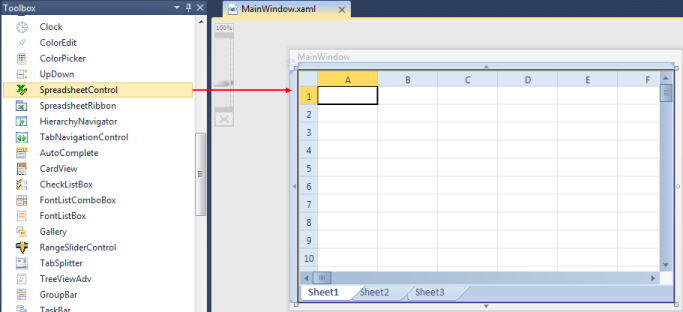 Toolbox
Clock
ColorEdit
ColorPicker
UpDown
SpreadsheetControl
SpreadsheetRibbon
HierarchyNavigator
TabNavigationControl
AutoComplete
CardView
CheckListBox
FontListComboBox
FontListBox
Gallery
RangeSliderControl
TabSplitter
TreeViewAdv
GroupBar
TaskBar
MainWindow.xaml
100%
MainWindow
A B C D E F
1
2
3
4
5
6
7
8
9
10
Sheet1 Sheet2 Sheet3